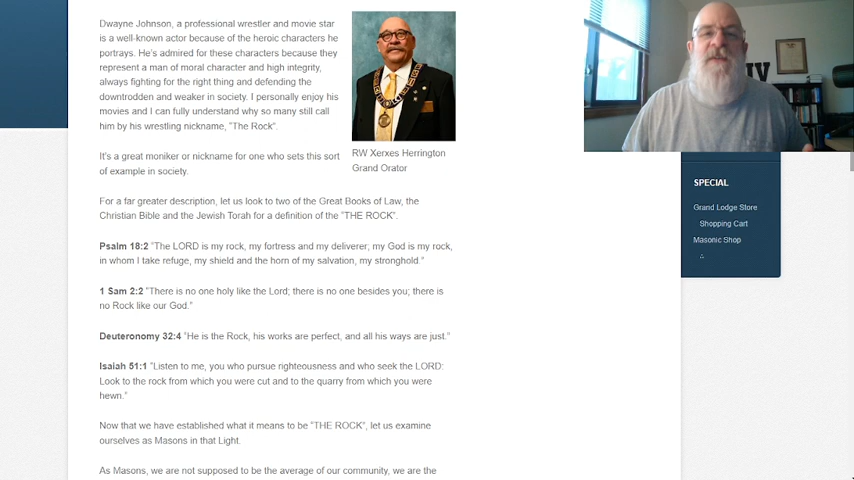 Dwayne Johnson, a professional wrestler and movie star
is a well-known actor because of the heroic characters he
portrays. He's admired for these characters because they
represent a man of moral character and high integrity,
always fighting for the right thing and defending the
downtrodden and weaker in society. I personally enjoy his
movies and I can fully understand why so many still call
him by his wrestling nickname, "The Rock".
RW Xerxes Herrington
Grand Orator
It's a great moniker or nickname for one who sets this sort
of example in society.
For a far greater description, let us look to two of the Great Books of Law, the
Christian Bible and the Jewish Torah for a definition of the "THE ROCK".
Psalm 18:2 "The LORD is my rock, my fortress and my deliverer; my God is my rock,
in whom I take refuge, my shield and the horn of my salvation, my stronghold."
1 Sam 2:2 "There is no one holy like the Lord; there is no one besides you; there is
no Rock like our God."
Deuteronomy 32:4 "He is the Rock, his works are perfect, and all his ways are just."
Isaiah 51:1 "Listen to me, you who pursue righteousness and who seek the LORD:
Look to the rock from which you were cut and to the quarry from which you were
hewn."
Now that we have established what it means to be "THE ROCK", let us examine
ourselves as Masons in that Light.
As Masons, we are not supposed to be the average of our community, we are the
SPECIAL
Grand Lodge Store
Shopping Cart
Masonic Shop